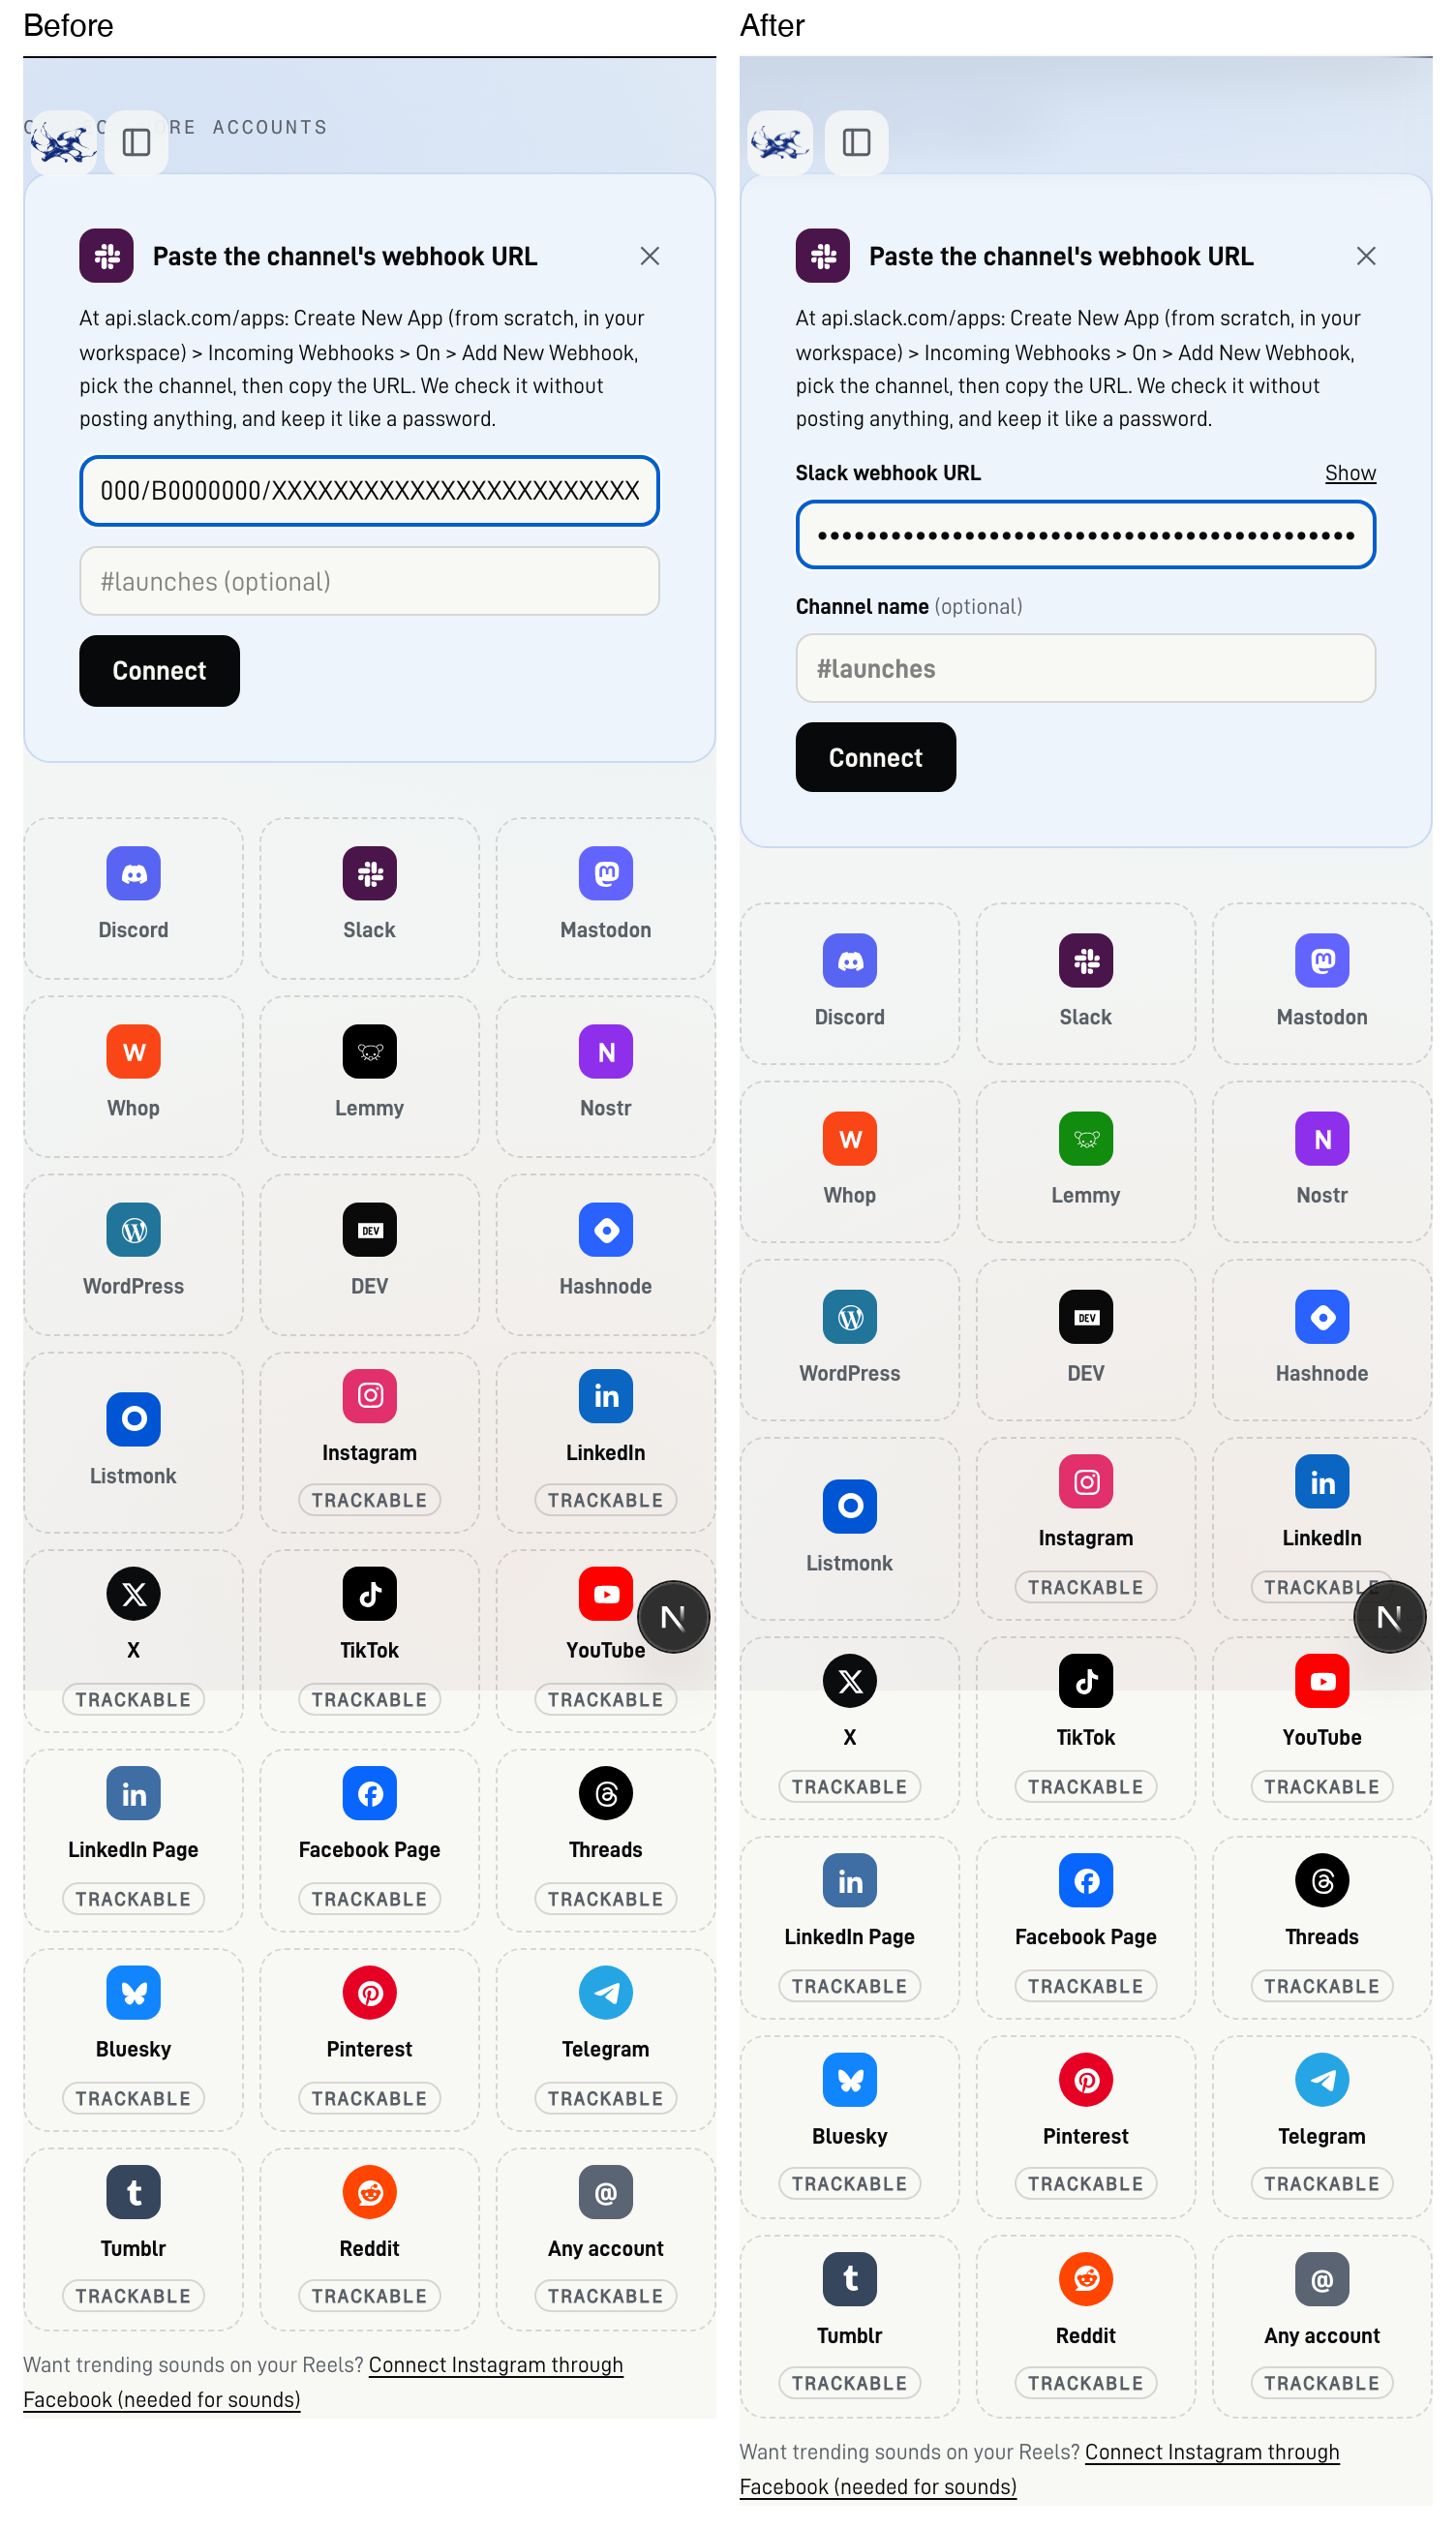 Before
ORE ACCOUNTS
Paste the channel's webhook URL
At api.slack.com/apps: Create New App (from scratch, in your
workspace) > Incoming Webhooks > On > Add New Webhook,
pick the channel, then copy the URL. We check it without
posting anything, and keep it like a password.
000/B0000000/XXXXXXXXXXXXXXXXXXXXXXXX
#launches (optional)
Connect
Discord
Slack
Mastodon
W
Whop
Lemmy
N
Nostr
WordPress
DEV
DEV
Hashnode
Listmonk
Instagram
TRACKABLE
in
LinkedIn
TRACKABLE
X
TRACKABLE
TikTok
TRACKABLE
YouTube
TRACKABLE
N
in
LinkedIn Page
TRACKABLE
Facebook Page
TRACKABLE
Threads
TRACKABLE
Bluesky
TRACKABLE
Pinterest
TRACKABLE
Telegram
TRACKABLE
t
Tumblr
TRACKABLE
Reddit
TRACKABLE
@
Any account
TRACKABLE
Want trending sounds on your Reels? Connect Instagram through
Facebook (needed for sounds)
After
Paste the channel's webhook URL
At api.slack.com/apps: Create New App (from scratch, in your
workspace) > Incoming Webhooks > On > Add New Webhook,
pick the channel, then copy the URL. We check it without
posting anything, and keep it like a password.
Slack webhook URL
Show
Channel name (optional)
#launches
Connect
Discord
Slack
Mastodon
W
Whop
Lemmy
N
Nostr
WordPress
DEV
DEV
Hashnode
Listmonk
Instagram
TRACKABLE
in
LinkedIn
TRACKABLE
N
X
TRACKABLE
TikTok
TRACKABLE
YouTube
TRACKABLE
in
LinkedIn Page
TRACKABLE
Facebook Page
TRACKABLE
Threads
TRACKABLE
Bluesky
TRACKABLE
Pinterest
TRACKABLE
Telegram
TRACKABLE
t
Tumblr
TRACKABLE
Reddit
TRACKABLE
@
Any account
TRACKABLE
Want trending sounds on your Reels? Connect Instagram through
Facebook (needed for sounds)